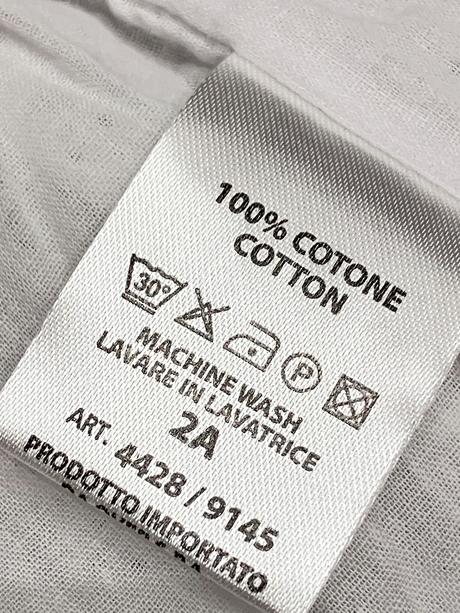 100% COTONE
COTTON
30°
P
MACHINE WASH
LAVARE IN LAVATRICE
2A
ART. 4428 / 9145
PRODOTTO IMPORTATO